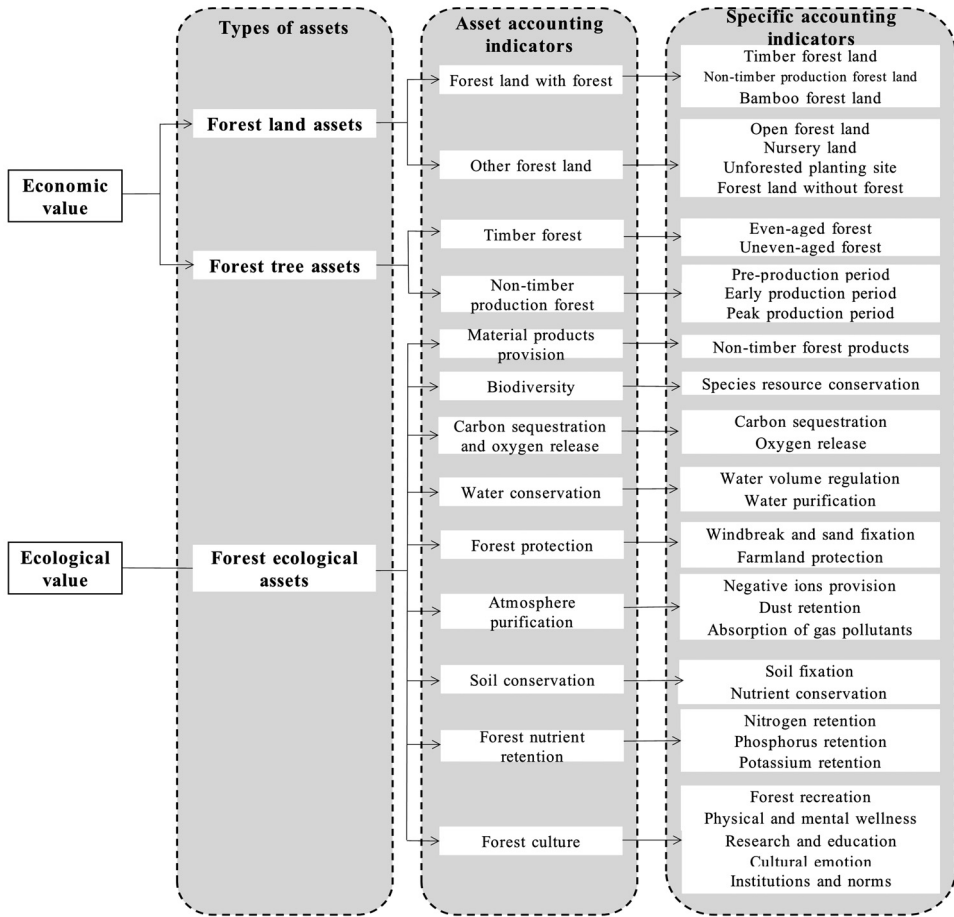 Types of assets
Asset accounting
indicators
Specific accounting
indicators
Economic
value
Forest land assets
Forest land with forest
Timber forest land
Non-timber production forest land
Bamboo forest land
Other forest land
Open forest land
Nursery land
Unforested planting site
Forest land without forest
Forest tree assets
Timber forest
Even-aged forest
Uneven-aged forest
Non-timber
production forest
Pre-production period
Early production period
Peak production period
Ecological
value
Forest ecological
assets
Material products
provision
Non-timber forest products
Biodiversity
Species resource conservation
Carbon sequestration
and oxygen release
Carbon sequestration
Oxygen release
Water conservation
Water volume regulation
Water purification
Forest protection
Windbreak and sand fixation
Farmland protection
Atmosphere
purification
Negative ions provision
Dust retention
Absorption of gas pollutants
Soil conservation
Soil fixation
Nutrient conservation
Forest nutrient
retention
Nitrogen retention
Phosphorus retention
Potassium retention
Forest culture
Forest recreation
Physical and mental wellness
Research and education
Cultural emotion
Institutions and norms